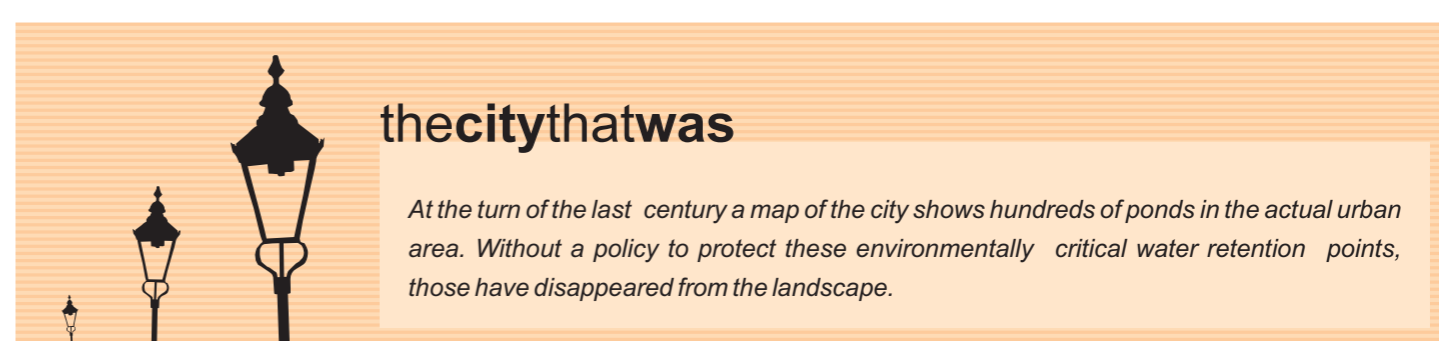 thecitythatwas
At the turn of the last century a map of the city shows hundreds of ponds in the actual urban
area. Without a policy to protect these environmentally critical water retention points,
those have disappeared from the landscape.